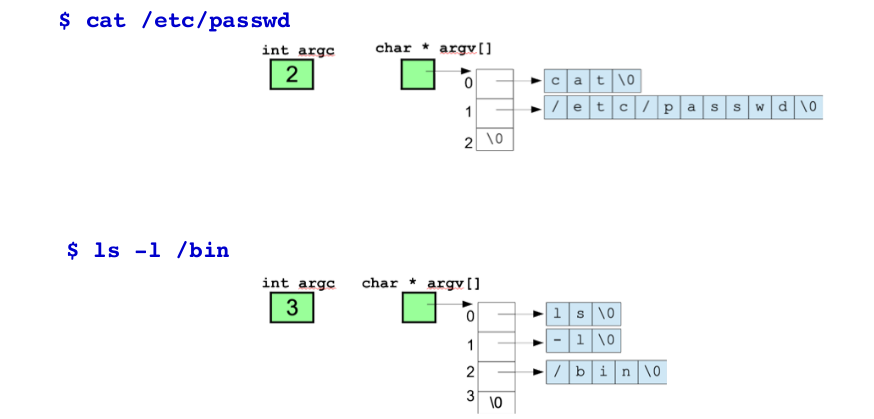 $ cat /etc/passwd
int argc char * argv[]
2
0 c a t \0
1 / e t c / p a s s w d \0
2 \0
$ ls -l /bin
int argc char * argv[]
3
0 l s \0
1 - l \0
2 / b i n \0
3 \0